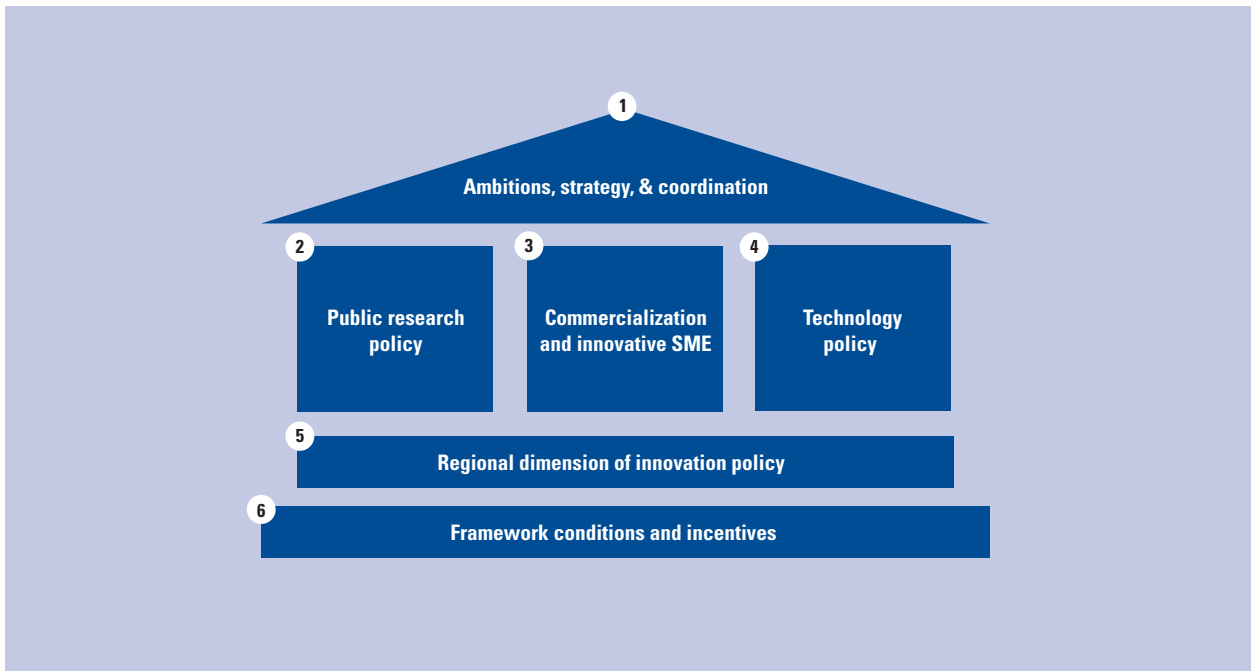 1
Ambitions, strategy, & coordination
2
3
4
Public research
policy
Commercialization
and innovative SME
Technology
policy
5
Regional dimension of innovation policy
6
Framework conditions and incentives